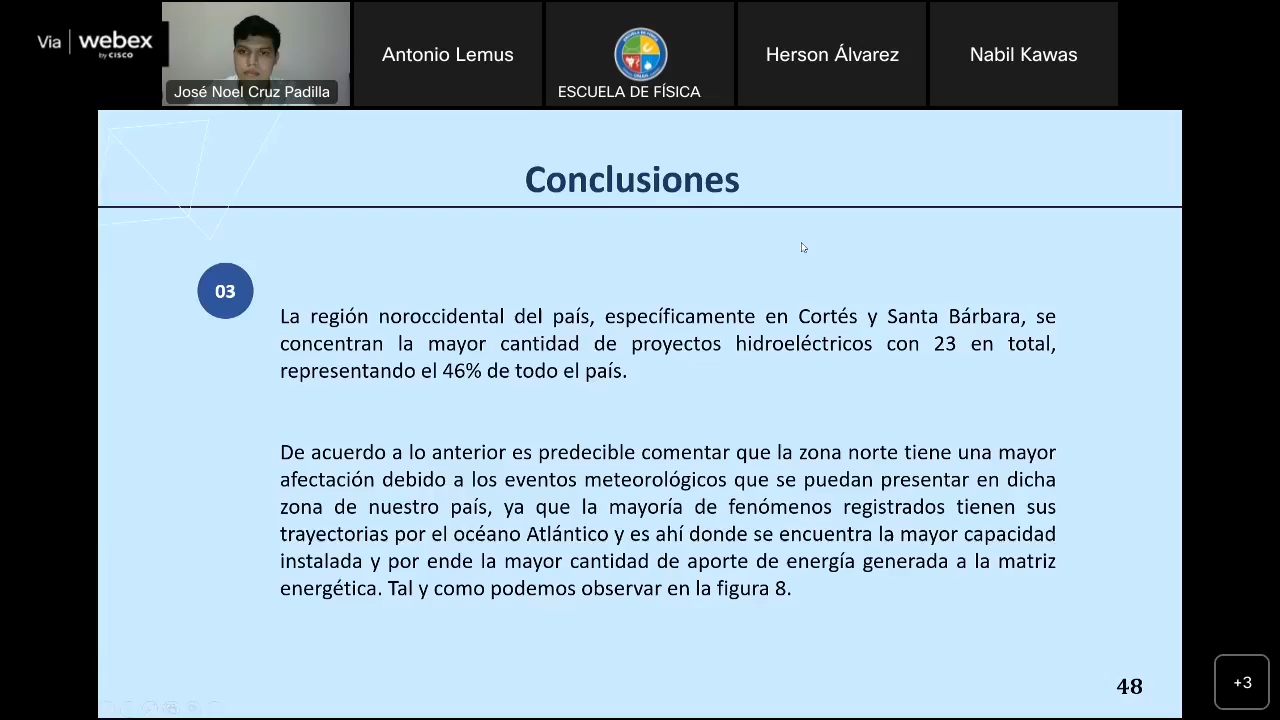 Via webex
by CISCO
José Noel Cruz Padilla
Antonio Lemus
ESCUELA DE FÍSICA
Herson Álvarez
Nabil Kawas
Conclusiones
03
La región noroccidental del país, específicamente en Cortés y Santa Bárbara, se
concentran la mayor cantidad de proyectos hidroeléctricos con 23 en total,
representando el 46% de todo el país.
De acuerdo a lo anterior es predecible comentar que la zona norte tiene una mayor
afectación debido a los eventos meteorológicos que se puedan presentar en dicha
zona de nuestro país, ya que la mayoría de fenómenos registrados tienen sus
trayectorias por el océano Atlántico y es ahí donde se encuentra la mayor capacidad
instalada y por ende la mayor cantidad de aporte de energía generada a la matriz
energética. Tal y como podemos observar en la figura 8.
48
+3